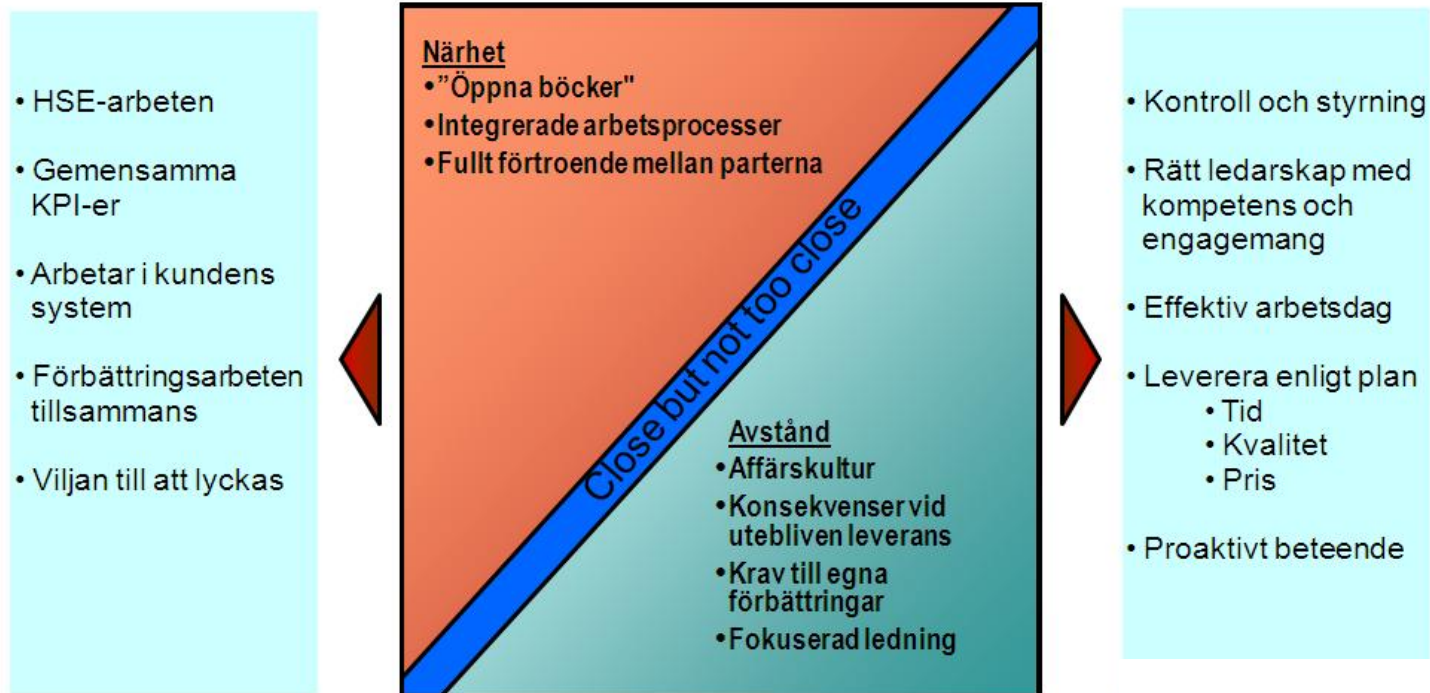 • HSE-arbeten
• Gemensamma
KPI-er
• Arbetar i kundens
system
• Förbättringsarbeten
tillsammans
• Viljan till att lyckas
Närhet
•”Öppna böcker"
•Integrerade arbetsprocesser
•Fullt förtroende mellan parterna
Close but not too close
Avstånd
•Affärskultur
•Konsekvenser vid
utebliven leverans
•Krav till egna
förbättringar
•Fokuserad ledning
• Kontroll och styrning
• Rätt ledarskap med
kompetens och
engagemang
• Effektiv arbetsdag
• Leverera enligt plan
• Tid
• Kvalitet
• Pris
• Proaktivt beteende